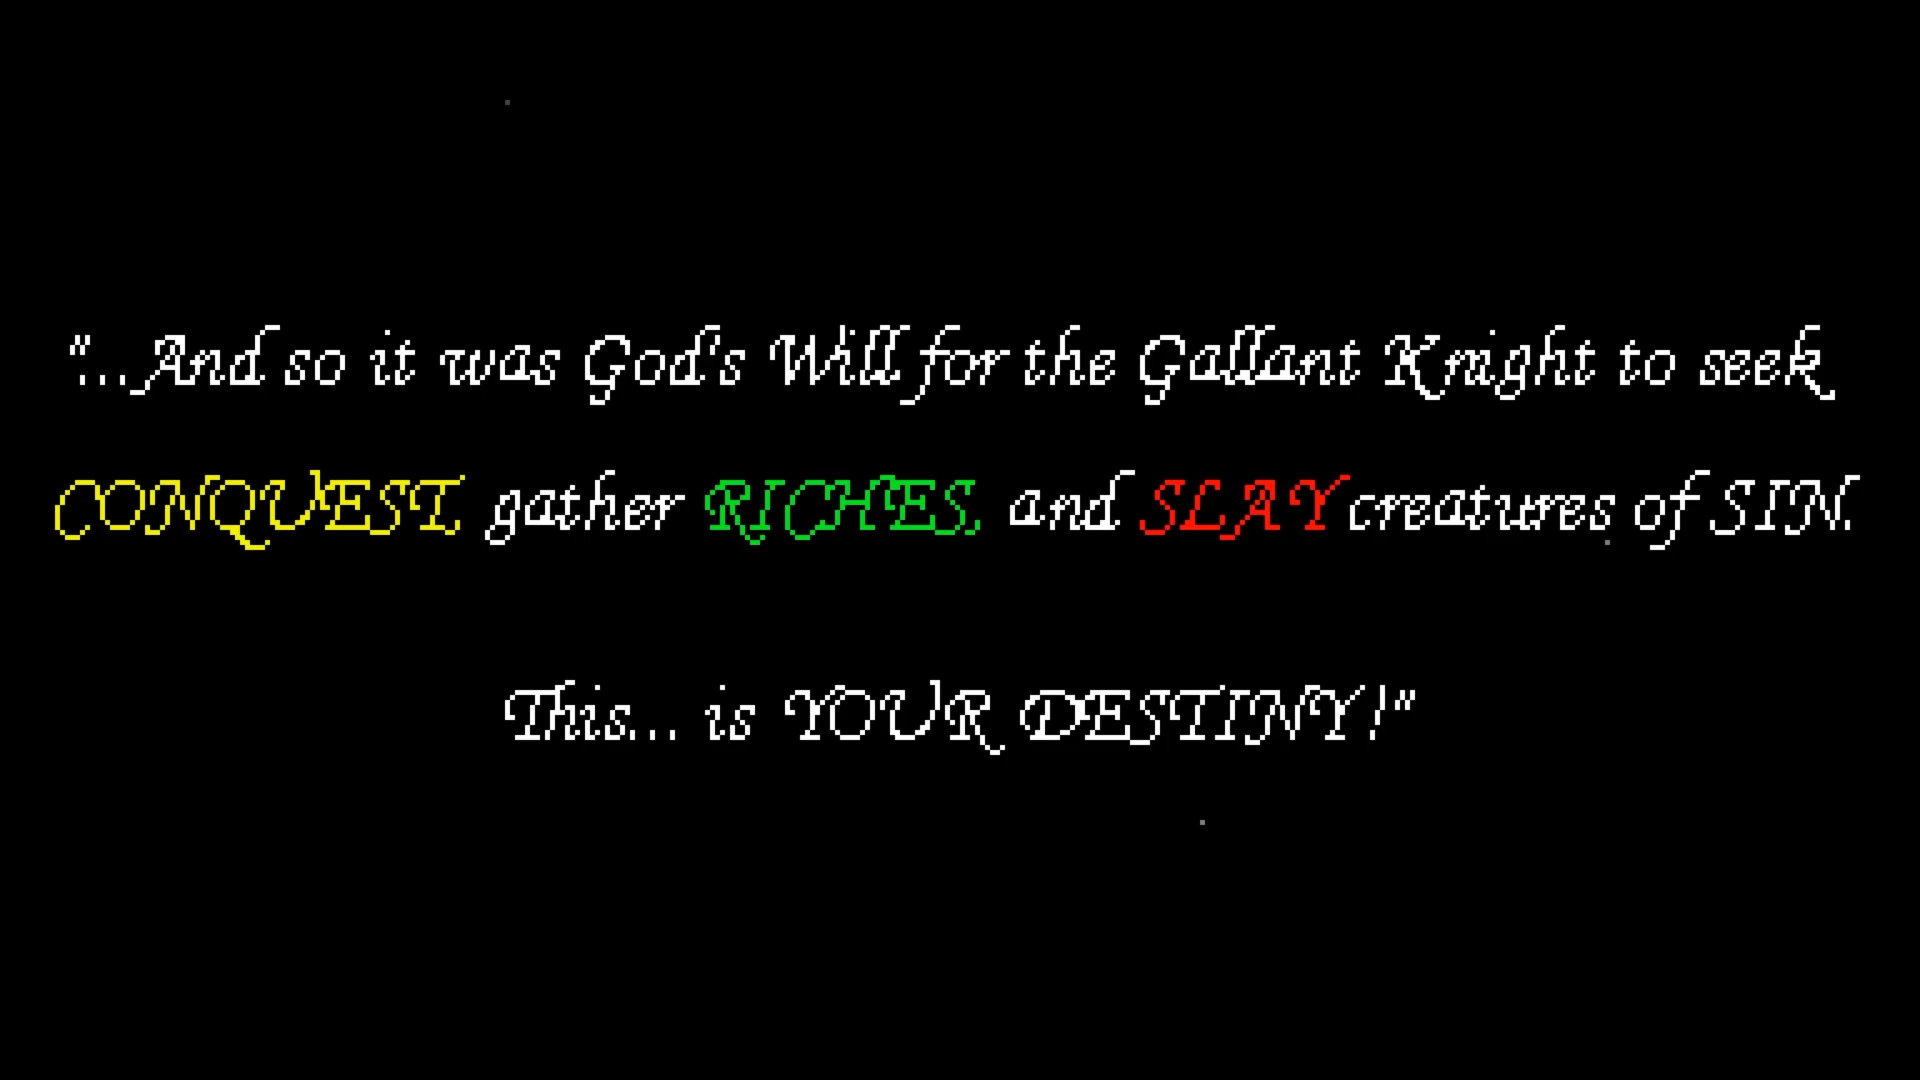 "...And so it was God's Will for the Gallant Knight to seek
CONQUEST, gather RICHES, and SLAY creatures of SIN.
This... is YOUR DESTINY!"